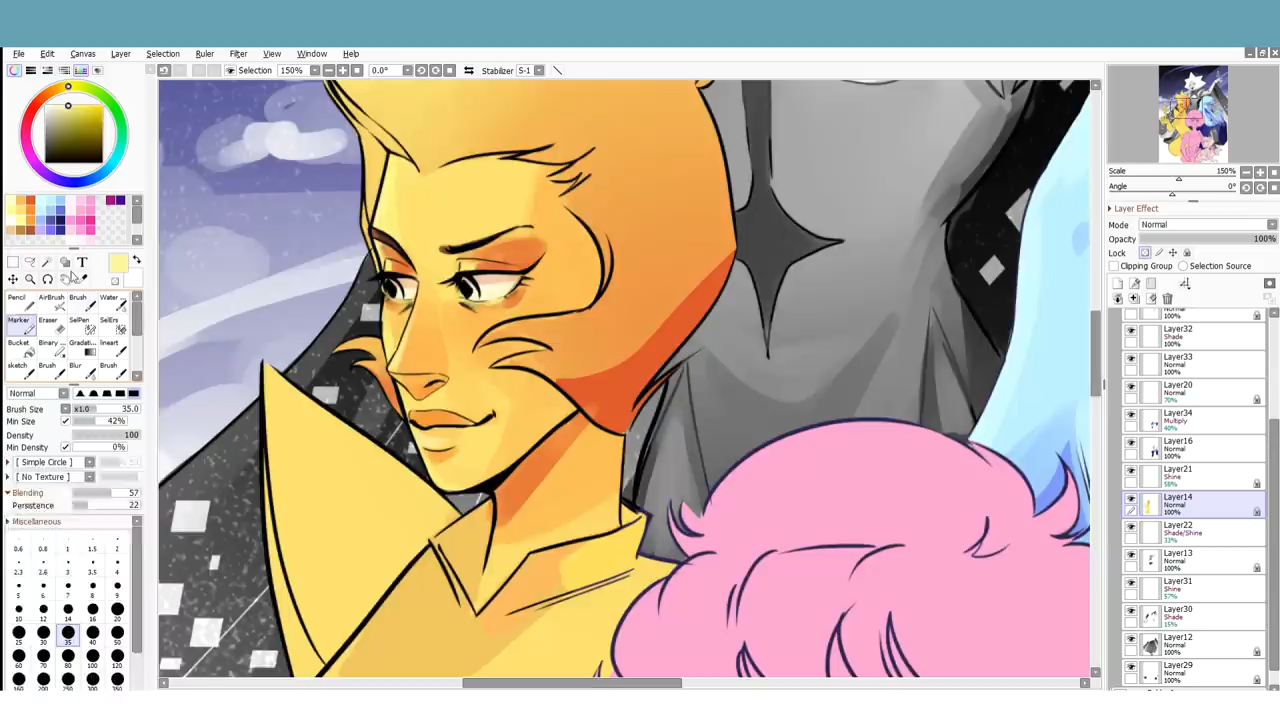 File Edit Canvas Layer Selection Ruler Filter View Window Help
Selection 150% 0.0° Stabilizer S-1
Scale 150%
Angle 0°
Layer Effect
Mode Normal
Opacity 100%
Lock
Clipping Group Selection Source
T
Pencil AirBrush Brush Water ...
Marker Eraser SelPen SelErs
Bucket Binary ... Gradati... lineart
sketch Brush Blur Brush
Normal
Brush Size x1.0 35.0
Min Size 42%
Density 100
Min Density 0%
[ Simple Circle ]
[ No Texture ]
Blending 57
Persistence 22
Miscellaneous
0.6 0.8 1 1.5 2
2.3 2.6 3 3.5 4
5 6 7 8 9
10 12 14 16 20
25 30 35 40 50
60 70 80 100 120
160 200 250 300 350
100%
Layer32
Shade
100%
Layer33
Normal
100%
Layer20
Normal
70%
Layer34
Multiply
40%
Layer16
Normal
100%
Layer21
Shine
58%
Layer14
Normal
100%
Layer22
Shade/Shine
33%
Layer13
Normal
100%
Layer31
Shine
57%
Layer30
Shade
15%
Layer12
Normal
100%
Layer29
Normal
100%